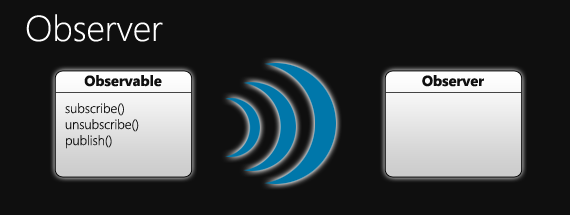 Observer
Observable
subscribe()
unsubscribe()
publish()
Observer